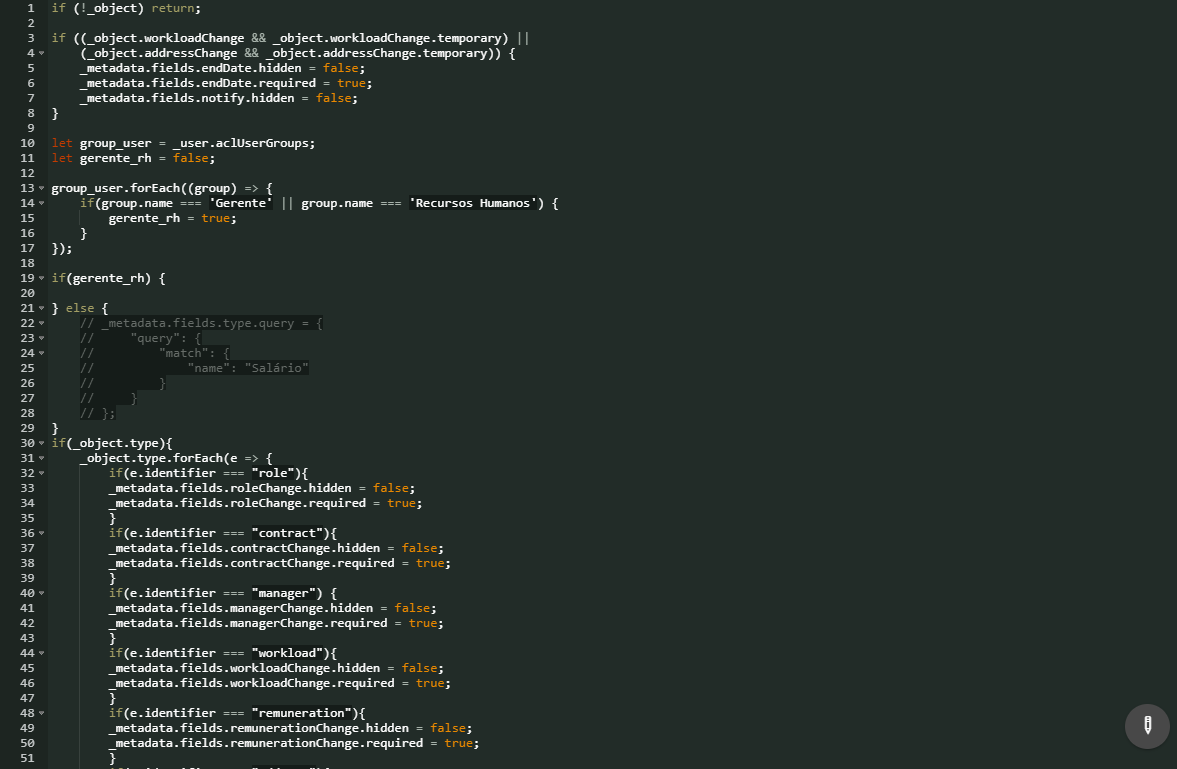 1 if (!_object) return;
2
3 if ((_object.workloadChange && _object.workloadChange.temporary) ||
4     (_object.addressChange && _object.addressChange.temporary)) {
5     _metadata.fields.endDate.hidden = false;
6     _metadata.fields.endDate.required = true;
7     _metadata.fields.notify.hidden = false;
8 }
9
10 let group_user = _user.aclUserGroups;
11 let gerente_rh = false;
12
13 group_user.forEach((group) => {
14     if(group.name === 'Gerente' || group.name === 'Recursos Humanos') {
15         gerente_rh = true;
16     }
17 });
18
19 if(gerente_rh) {
20
21 } else {
22     // _metadata.fields.type.query = {
23     //     "query": {
24     //         "match": {
25     //             "name": "Salário"
26     //         }
27     //     }
28     // };
29 }
30 if(_object.type){
31     _object.type.forEach(e => {
32         if(e.identifier === "role"){
33         _metadata.fields.roleChange.hidden = false;
34         _metadata.fields.roleChange.required = true;
35         }
36         if(e.identifier === "contract"){
37         _metadata.fields.contractChange.hidden = false;
38         _metadata.fields.contractChange.required = true;
39         }
40         if(e.identifier === "manager") {
41         _metadata.fields.managerChange.hidden = false;
42         _metadata.fields.managerChange.required = true;
43         }
44         if(e.identifier === "workload"){
45         _metadata.fields.workloadChange.hidden = false;
46         _metadata.fields.workloadChange.required = true;
47         }
48         if(e.identifier === "remuneration"){
49         _metadata.fields.remunerationChange.hidden = false;
50         _metadata.fields.remunerationChange.required = true;
51         }